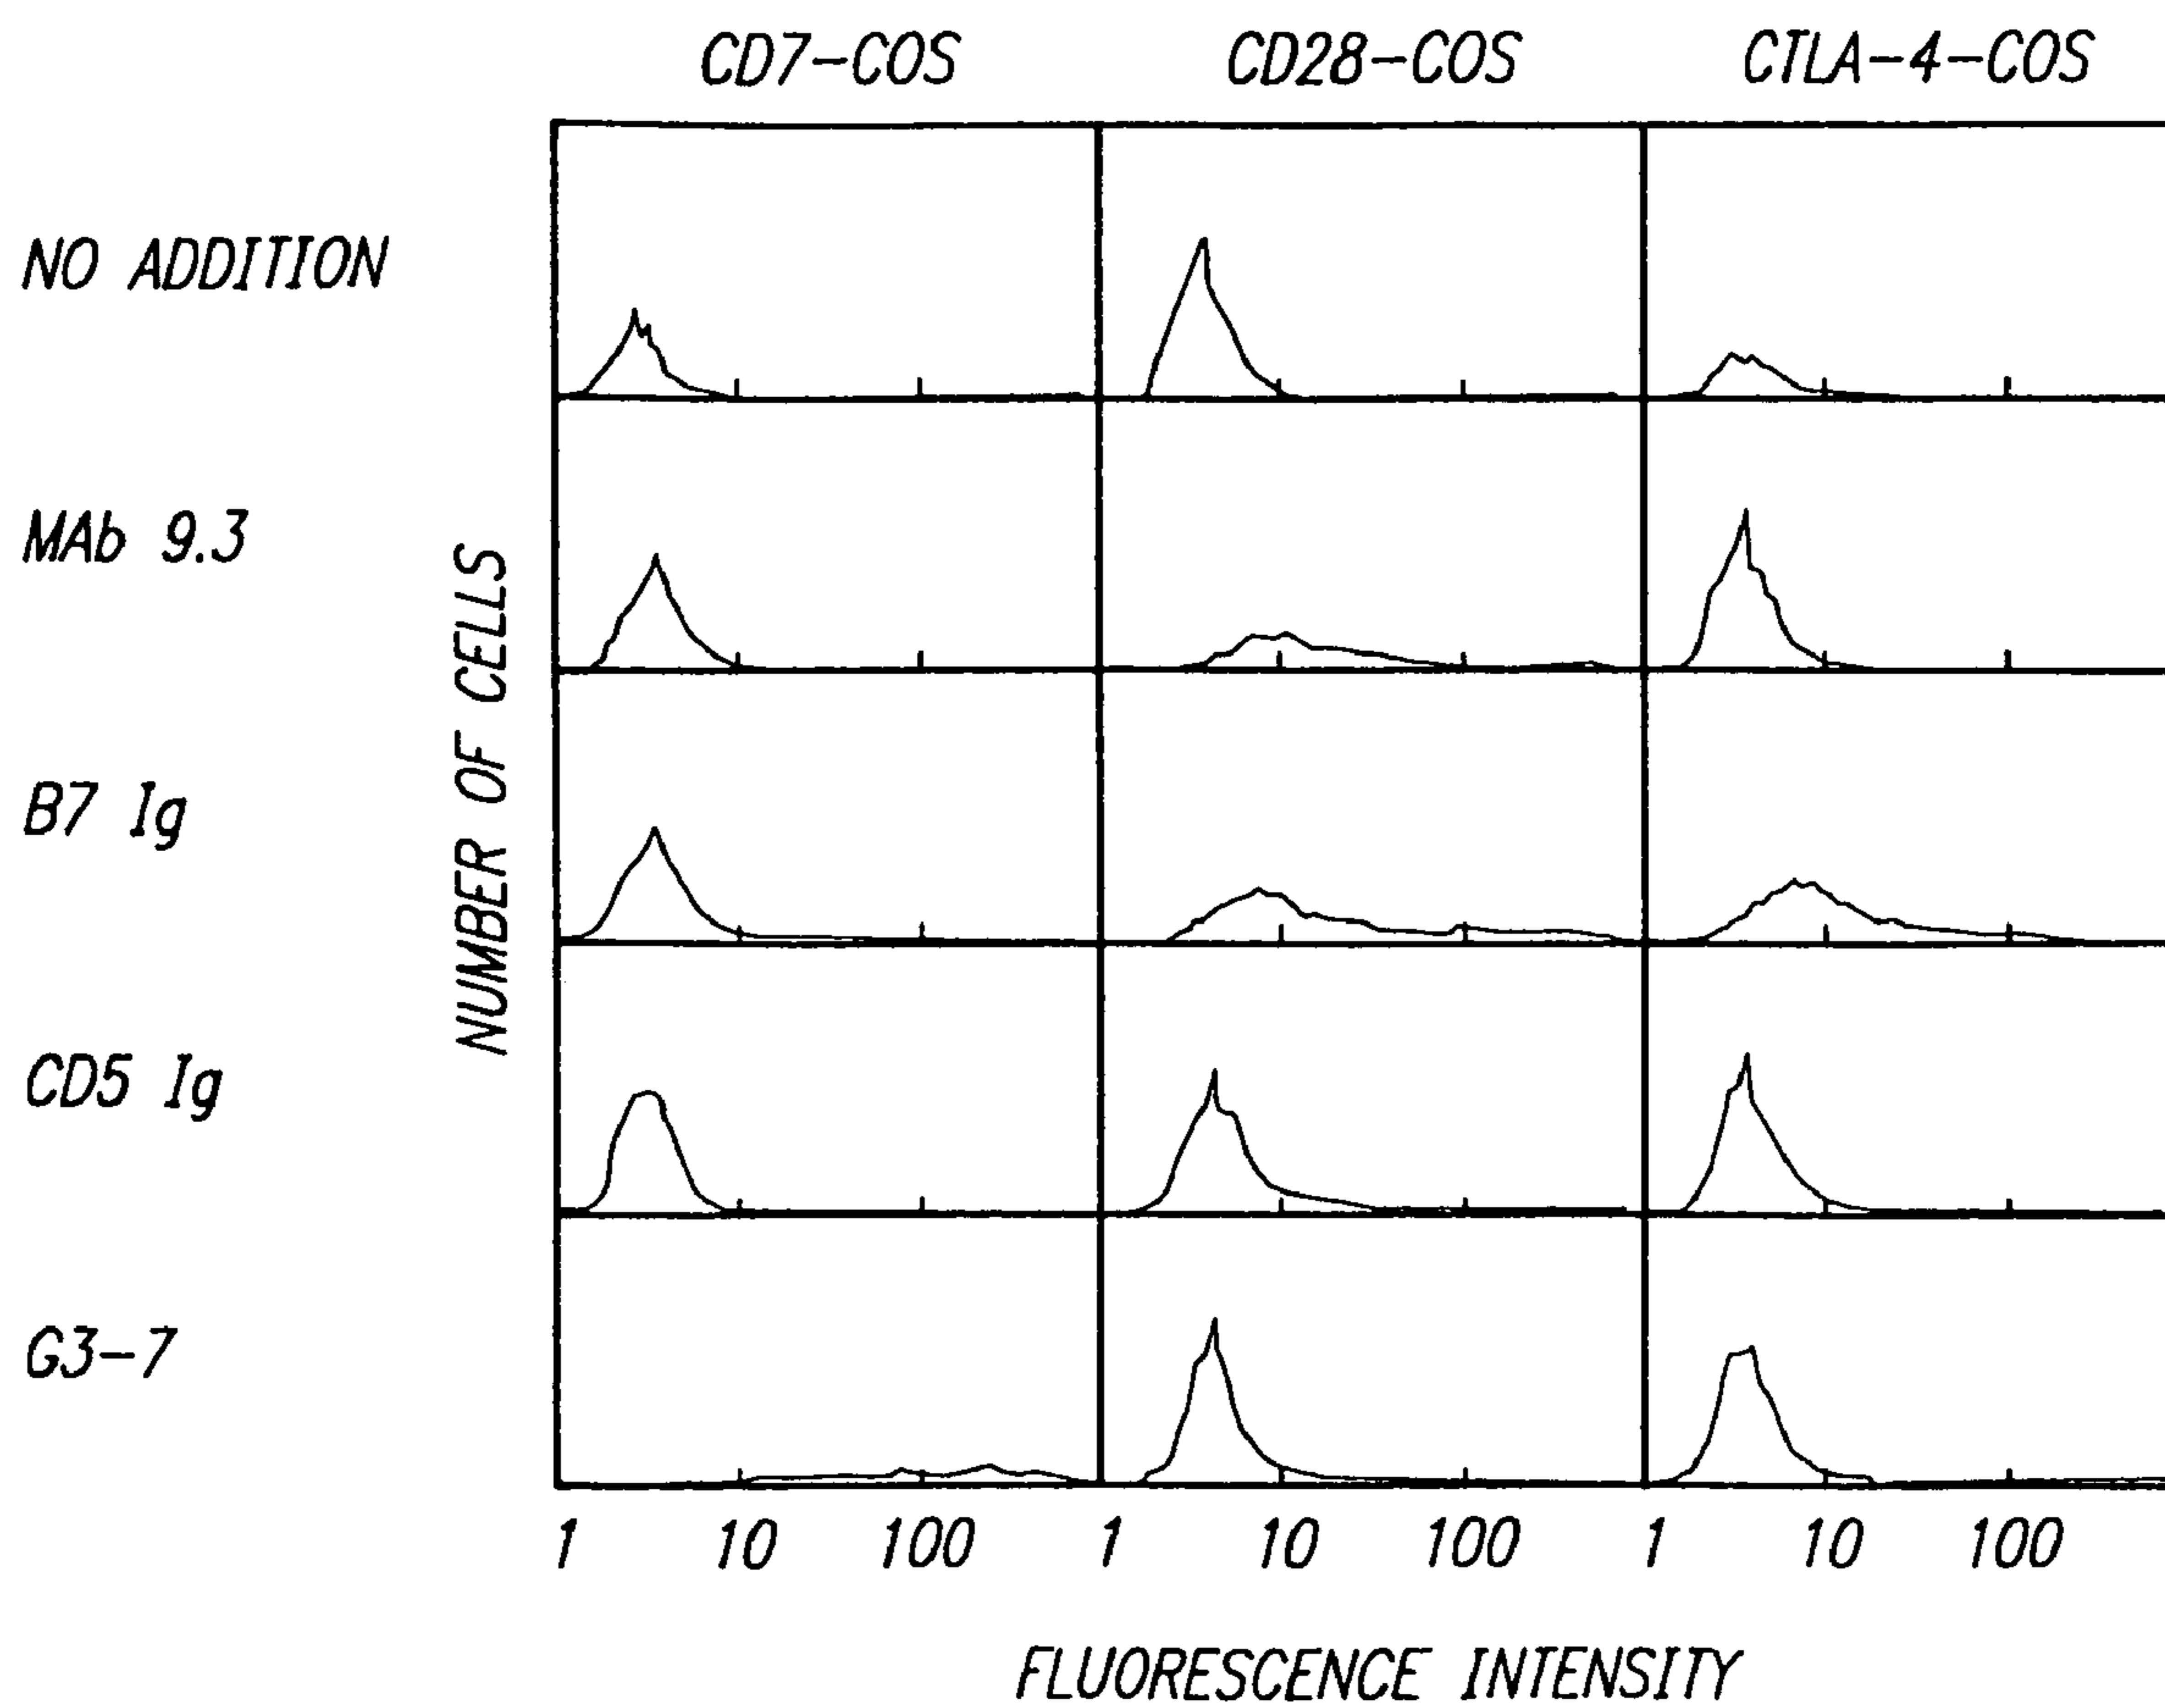 CD7-COS CD28-COS CTLA-4-COS
NO ADDITION
MAb 9.3
B7 Ig
CD5 Ig
G3-7
NUMBER OF CELLS
1 10 100 1 10 100 1 10 100
FLUORESCENCE INTENSITY